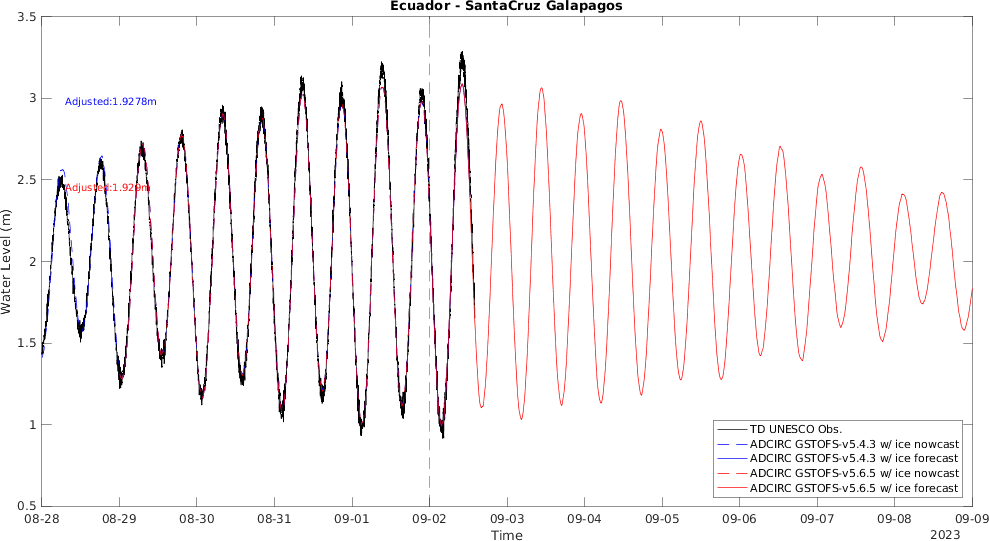 Ecuador - SantaCruz Galapagos
3.5
3
2.5
2
1.5
1
0.5
Water Level (m)
Adjusted:1.9278m
Adjusted:1.929m
TD UNESCO Obs.
ADCIRC GSTOFS-v5.4.3 w/ ice nowcast
ADCIRC GSTOFS-v5.4.3 w/ ice forecast
ADCIRC GSTOFS-v5.6.5 w/ ice nowcast
ADCIRC GSTOFS-v5.6.5 w/ ice forecast
08-28 08-29 08-30 08-31 09-01 09-02 09-03 09-04 09-05 09-06 09-07 09-08 09-09
Time
2023